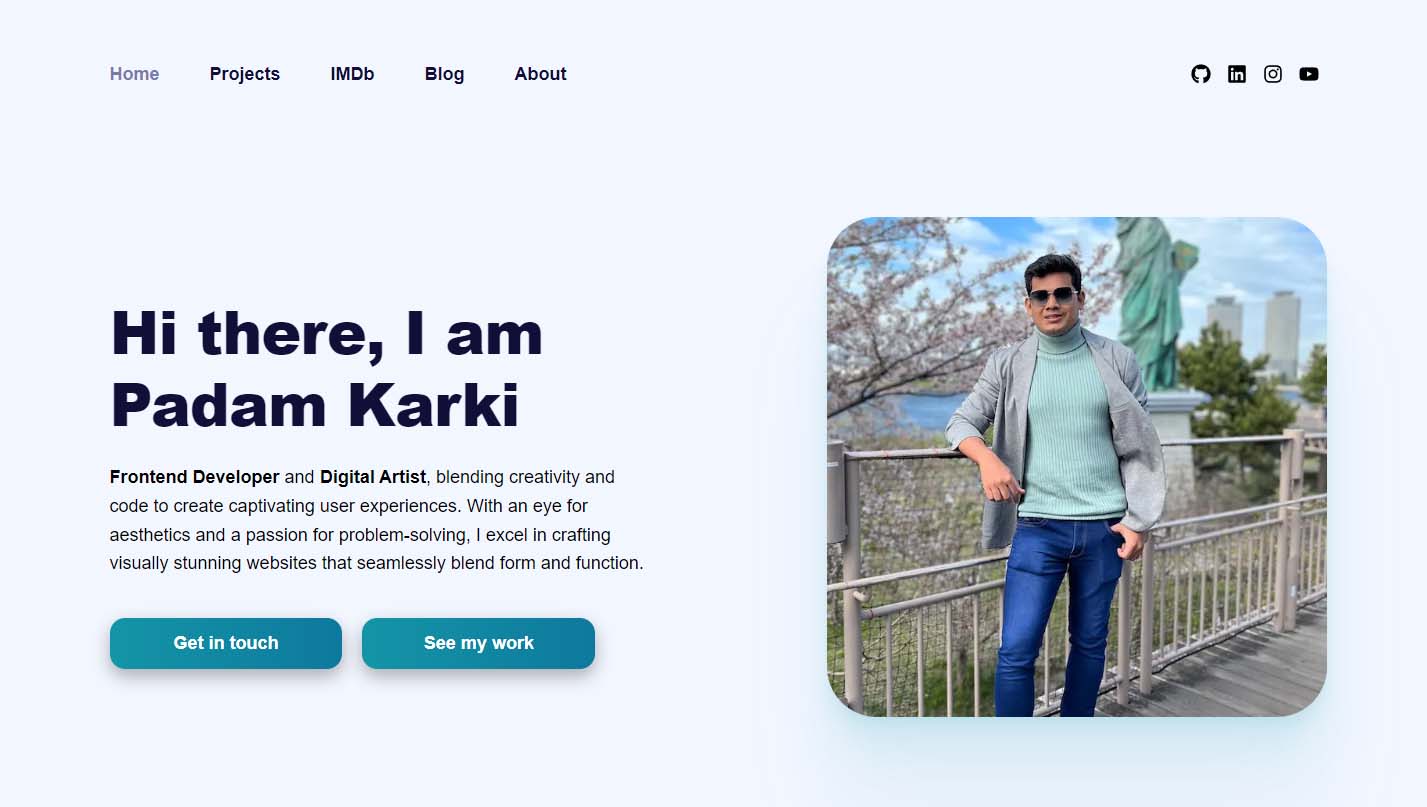 Home Projects IMDb Blog About
Hi there, I am
Padam Karki
Frontend Developer and Digital Artist, blending creativity and
code to create captivating user experiences. With an eye for
aesthetics and a passion for problem-solving, I excel in crafting
visually stunning websites that seamlessly blend form and function.
Get in touch See my work